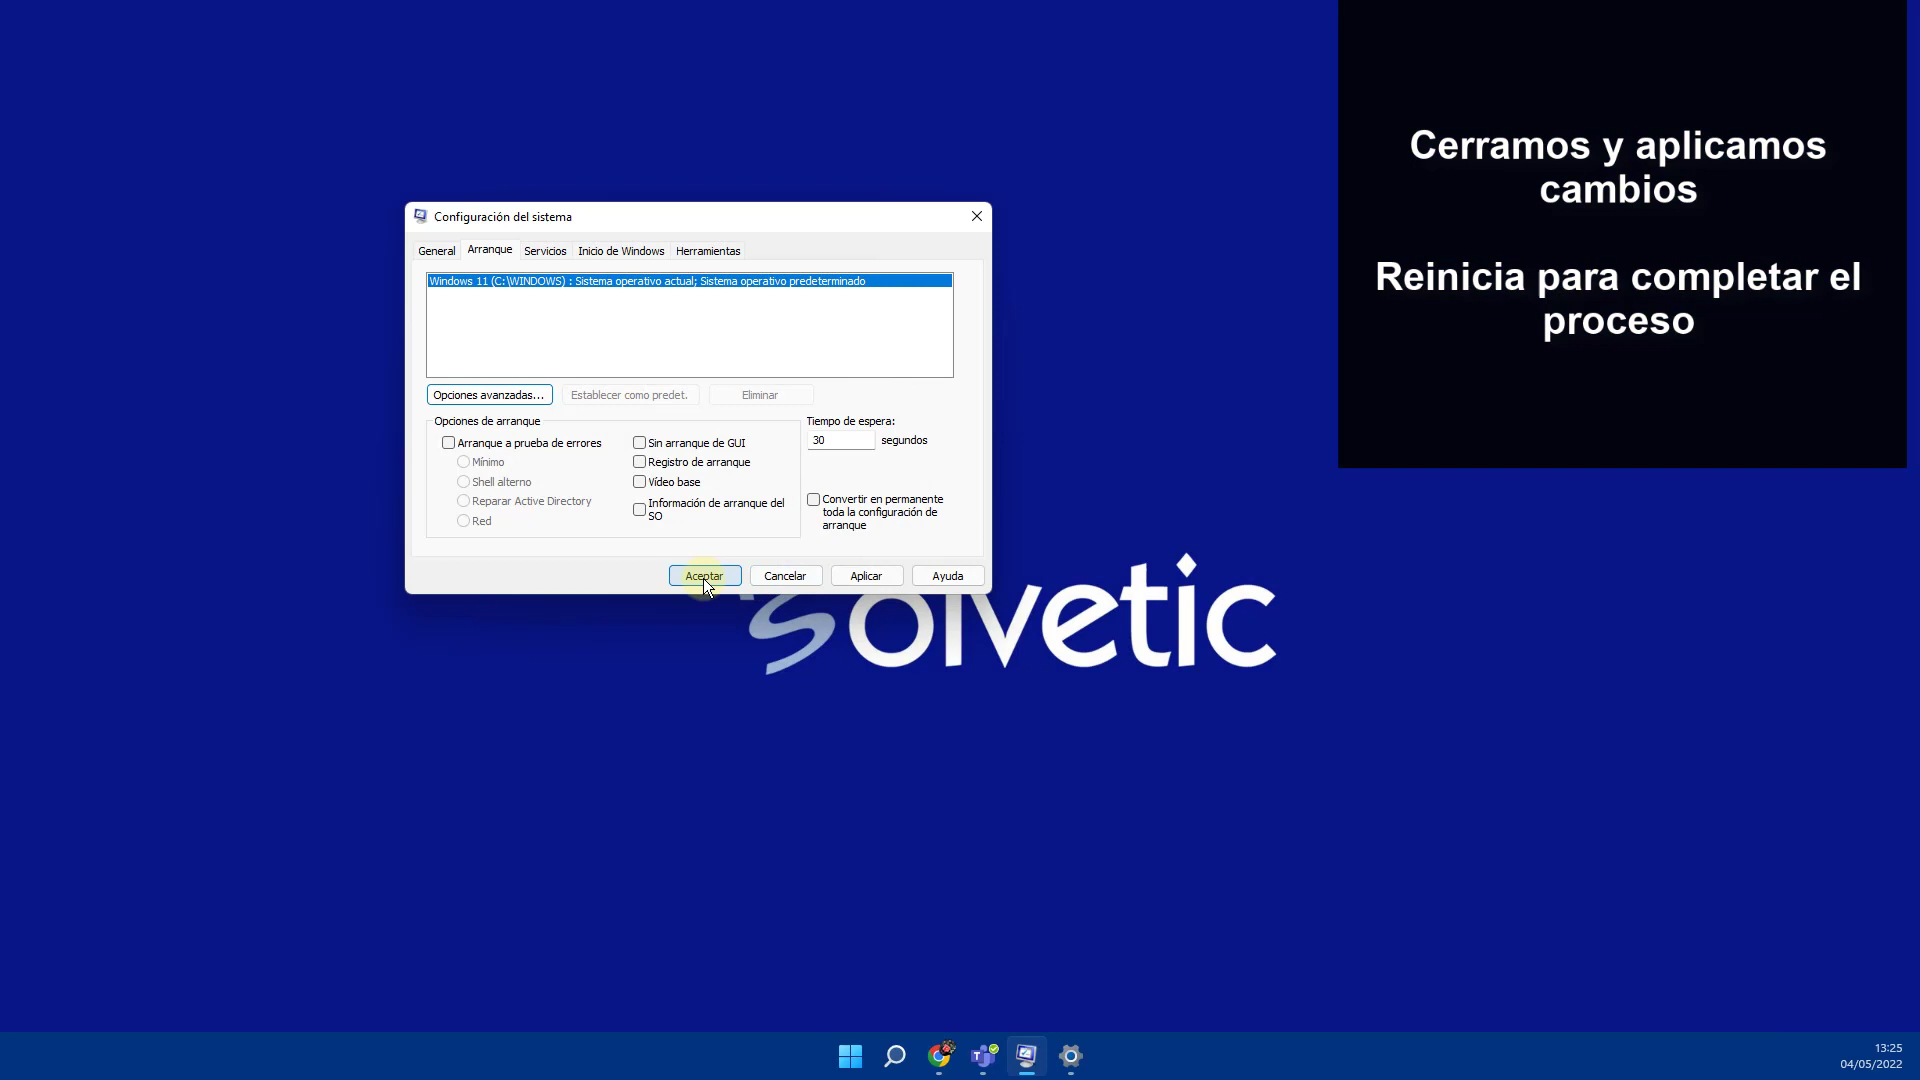 Cerramos y aplicamos
cambios
Reinicia para completar el
proceso
Configuración del sistema
General Arranque Servicios Inicio de Windows Herramientas
Windows 11 (C:\WINDOWS) : Sistema operativo actual; Sistema operativo predeterminado
Opciones avanzadas... Establecer como predet. Eliminar
Opciones de arranque
Arranque a prueba de errores
Mínimo
Shell alterno
Reparar Active Directory
Red
Sin arranque de GUI
Registro de arranque
Vídeo base
Información de arranque del
SO
Tiempo de espera:
30 segundos
Convertir en permanente
toda la configuración de
arranque
Aceptar Cancelar Aplicar Ayuda
Solvetic
13:25
04/05/2022